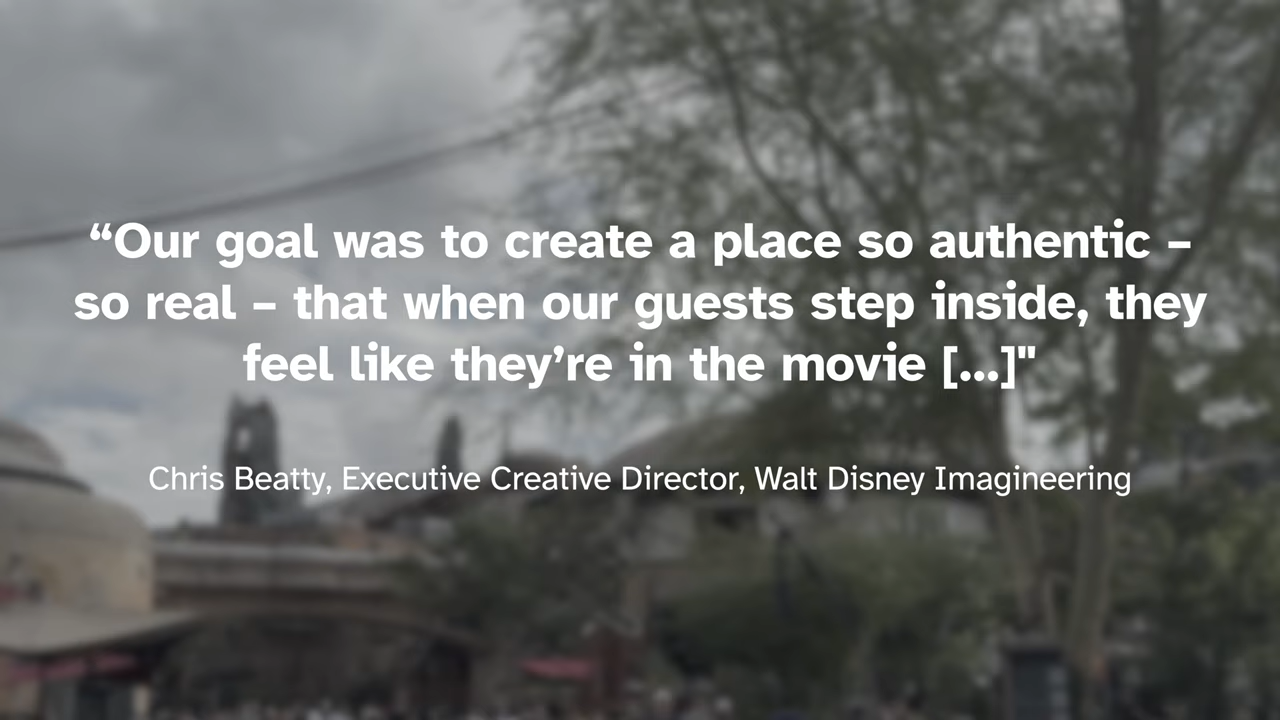 “Our goal was to create a place so authentic –
so real – that when our guests step inside, they
feel like they’re in the movie [...]"
Chris Beatty, Executive Creative Director, Walt Disney Imagineering